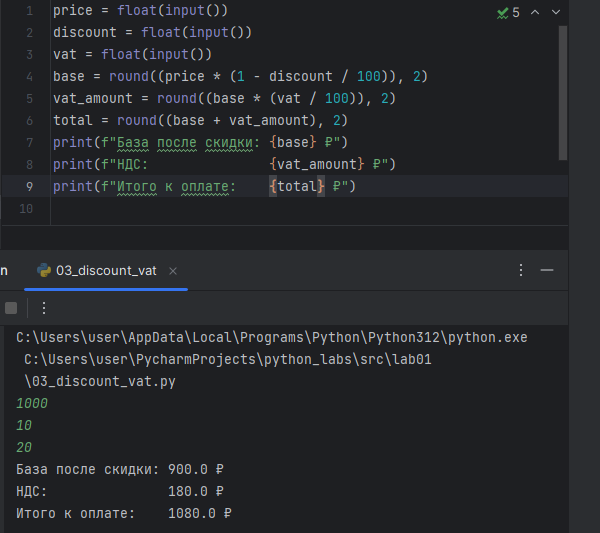 5
1 price = float(input())
2 discount = float(input())
3 vat = float(input())
4 base = round((price * (1 - discount / 100)), 2)
5 vat_amount = round((base * (vat / 100)), 2)
6 total = round((base + vat_amount), 2)
7 print(f"База после скидки: {base} ₽")
8 print(f"НДС:               {vat_amount} ₽")
9 print(f"Итого к оплате:    {total} ₽")
10
n 03_discount_vat
C:\Users\user\AppData\Local\Programs\Python\Python312\python.exe
C:\Users\user\PycharmProjects\python_labs\src\lab01
\03_discount_vat.py
1000
10
20
База после скидки: 900.0 ₽
НДС:               180.0 ₽
Итого к оплате:    1080.0 ₽